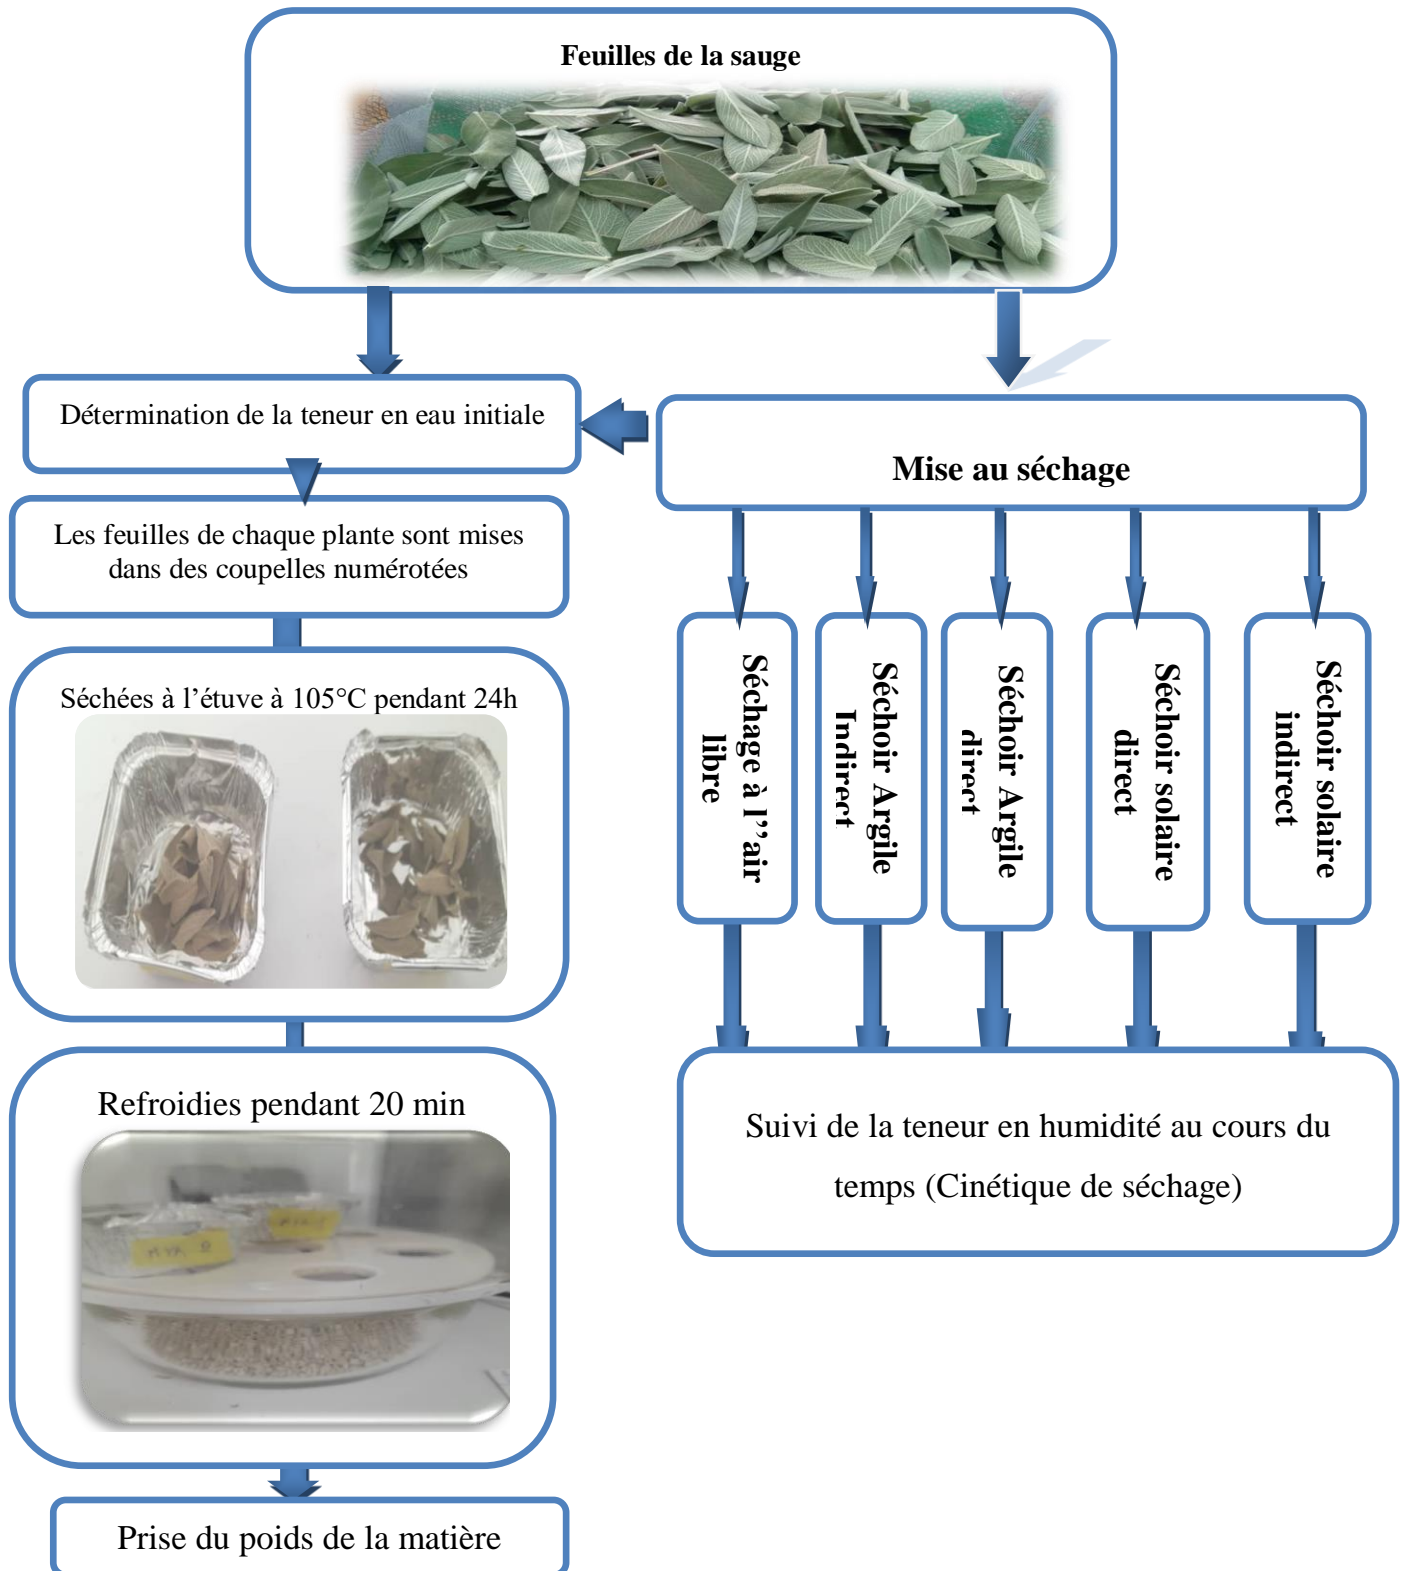 Feuilles de la sauge
Détermination de la teneur en eau initiale
Les feuilles de chaque plante sont mises
dans des coupelles numérotées
Séchées à l’étuve à 105°C pendant 24h
Refroidies pendant 20 min
Prise du poids de la matière
Mise au séchage
Séchage à l’’air
libre
Séchoir Argile
Indirect
Séchoir Argile
direct
Séchoir solaire
direct
Séchoir solaire
indirect
Suivi de la teneur en humidité au cours du
temps (Cinétique de séchage)